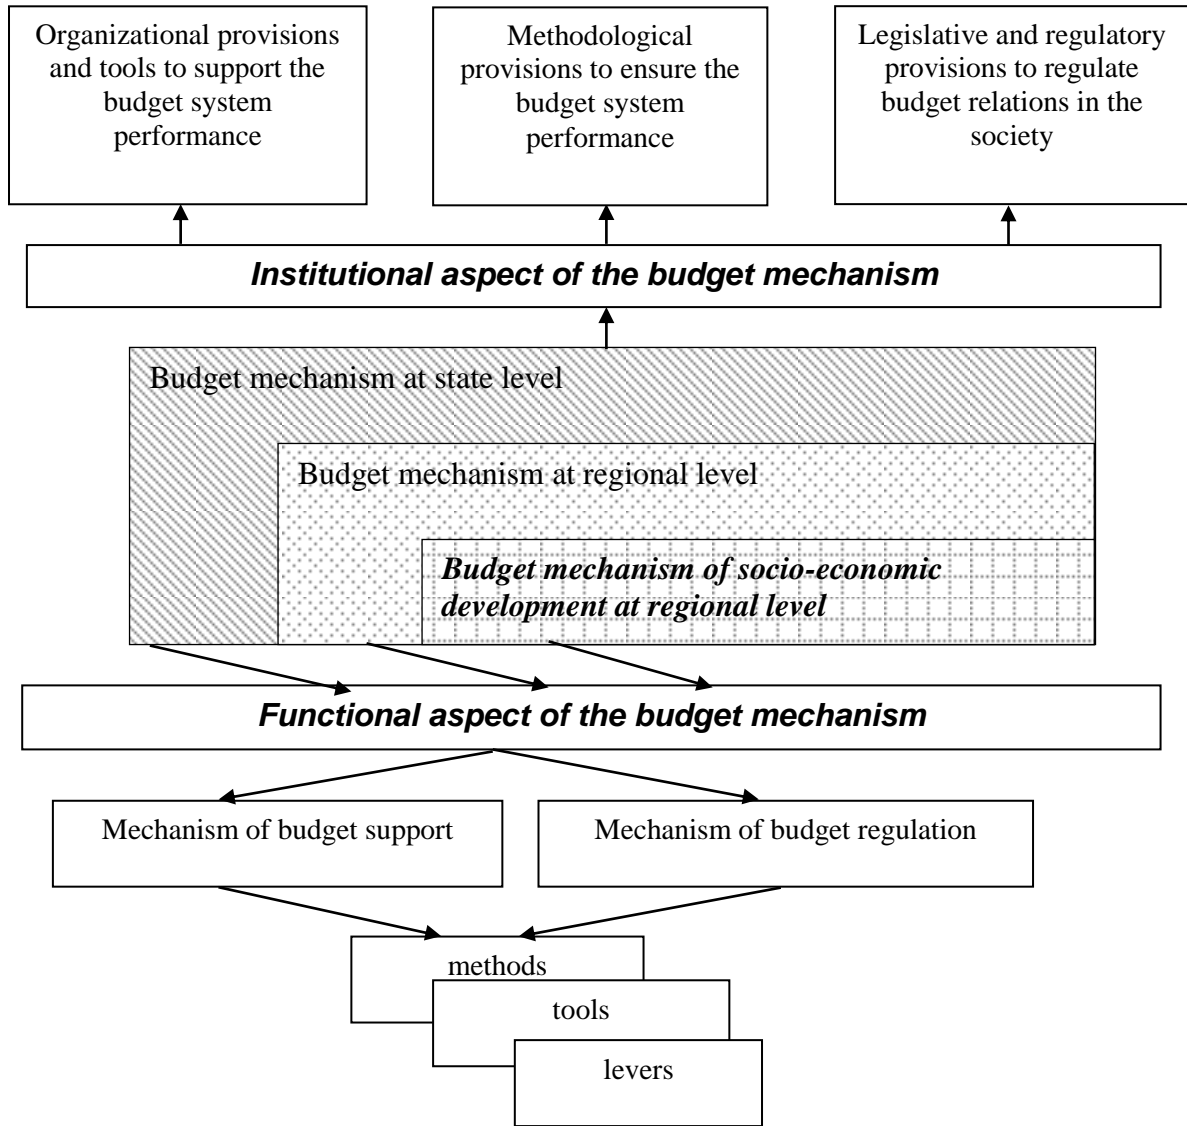 Organizational provisions
and tools to support the
budget system
performance
Methodological
provisions to ensure the
budget system
performance
Legislative and regulatory
provisions to regulate
budget relations in the
society
Institutional aspect of the budget mechanism
Budget mechanism at state level
Budget mechanism at regional level
Budget mechanism of socio-economic
development at regional level
Functional aspect of the budget mechanism
Mechanism of budget support
Mechanism of budget regulation
methods
tools
levers